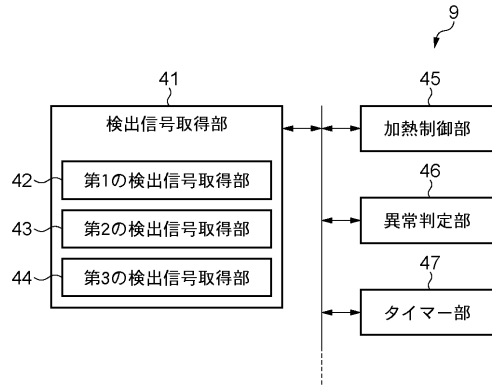 9
41
検出信号取得部
42
第1の検出信号取得部
43
第2の検出信号取得部
44
第3の検出信号取得部
45
加熱制御部
46
異常判定部
47
タイマー部